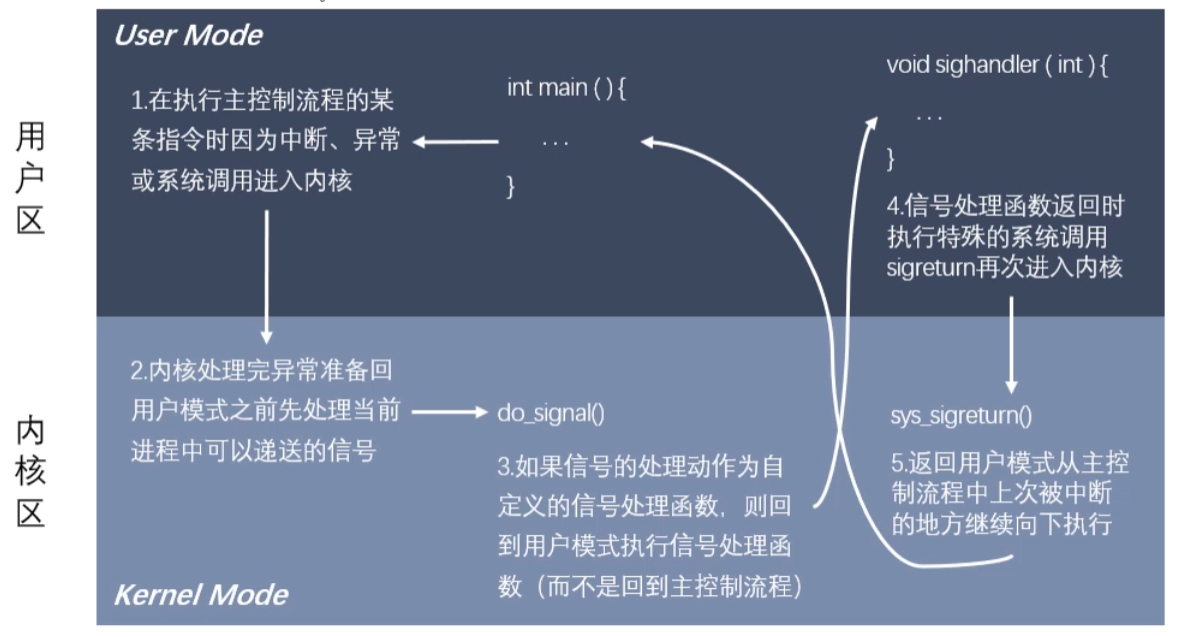 User Mode
用
户
区
1.在执行主控制流程的某
条指令时因为中断、异常
或系统调用进入内核
int main ( ) {
...
}
void sighandler ( int ) {
...
}
4.信号处理函数返回时
执行特殊的系统调用
sigreturn再次进入内核
内
核
区
2.内核处理完异常准备回
用户模式之前先处理当前
进程中可以递送的信号
do_signal()
3.如果信号的处理动作为自
定义的信号处理函数，则回
到用户模式执行信号处理函
数（而不是回到主控制流程）
sys_sigreturn()
5.返回用户模式从主控
制流程中上次被中断
的地方继续向下执行
Kernel Mode